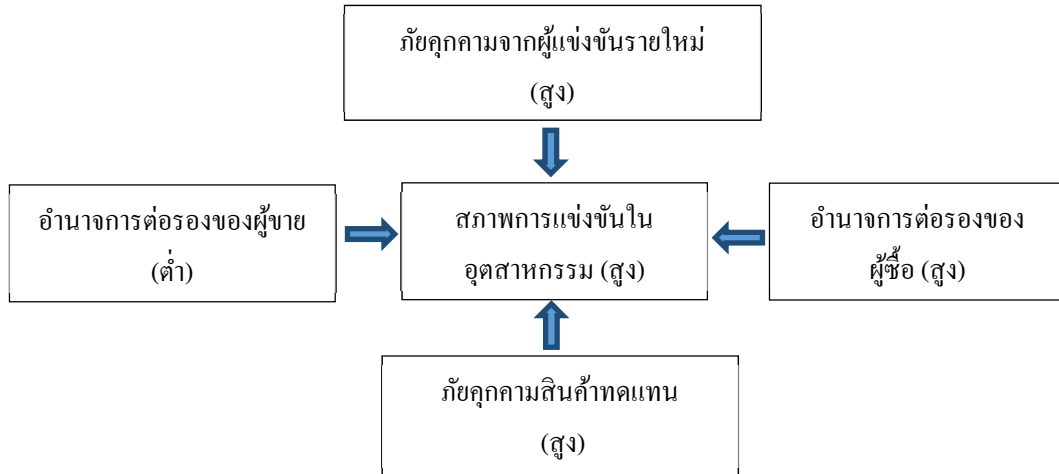 ภัยคุกคามจากผู้แข่งขันรายใหม่
(สูง)
อำนาจการต่อรองของผู้ขาย
(ต่ำ)
สภาพการแข่งขันใน
อุตสาหกรรม (สูง)
อำนาจการต่อรองของ
ผู้ซื้อ (สูง)
ภัยคุกคามสินค้าทดแทน
(สูง)